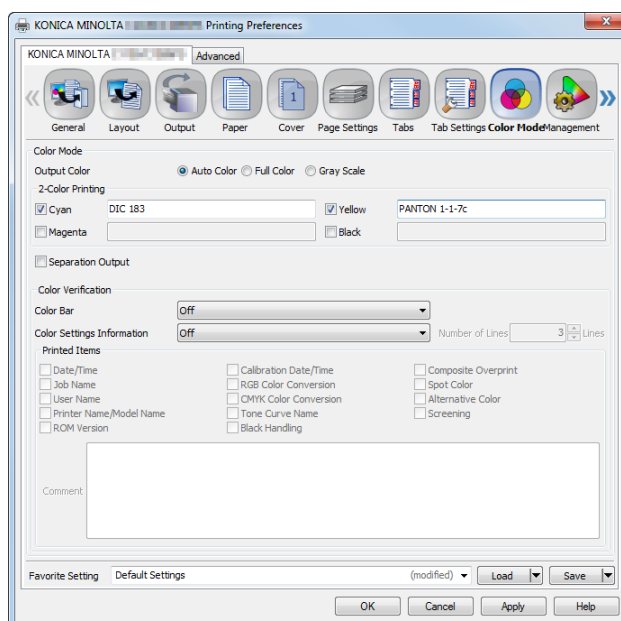 KONICA MINOLTA Printing Preferences
KONICA MINOLTA Advanced
General Layout Output Paper Cover Page Settings Tabs Tab Settings Color Mode Management
1
Color Mode
Output Color Auto Color Full Color Gray Scale
2-Color Printing
Cyan DIC 183 Yellow PANTON 1-1-7c
Magenta Black
Separation Output
Color Verification
Color Bar Off
Color Settings Information Off Number of Lines 3 Lines
Printed Items
Date/Time Calibration Date/Time Composite Overprint
Job Name RGB Color Conversion Spot Color
User Name CMYK Color Conversion Alternative Color
Printer Name/Model Name Tone Curve Name Screening
ROM Version Black Handling
Comment
Favorite Setting Default Settings (modified) Load Save
OK Cancel Apply Help